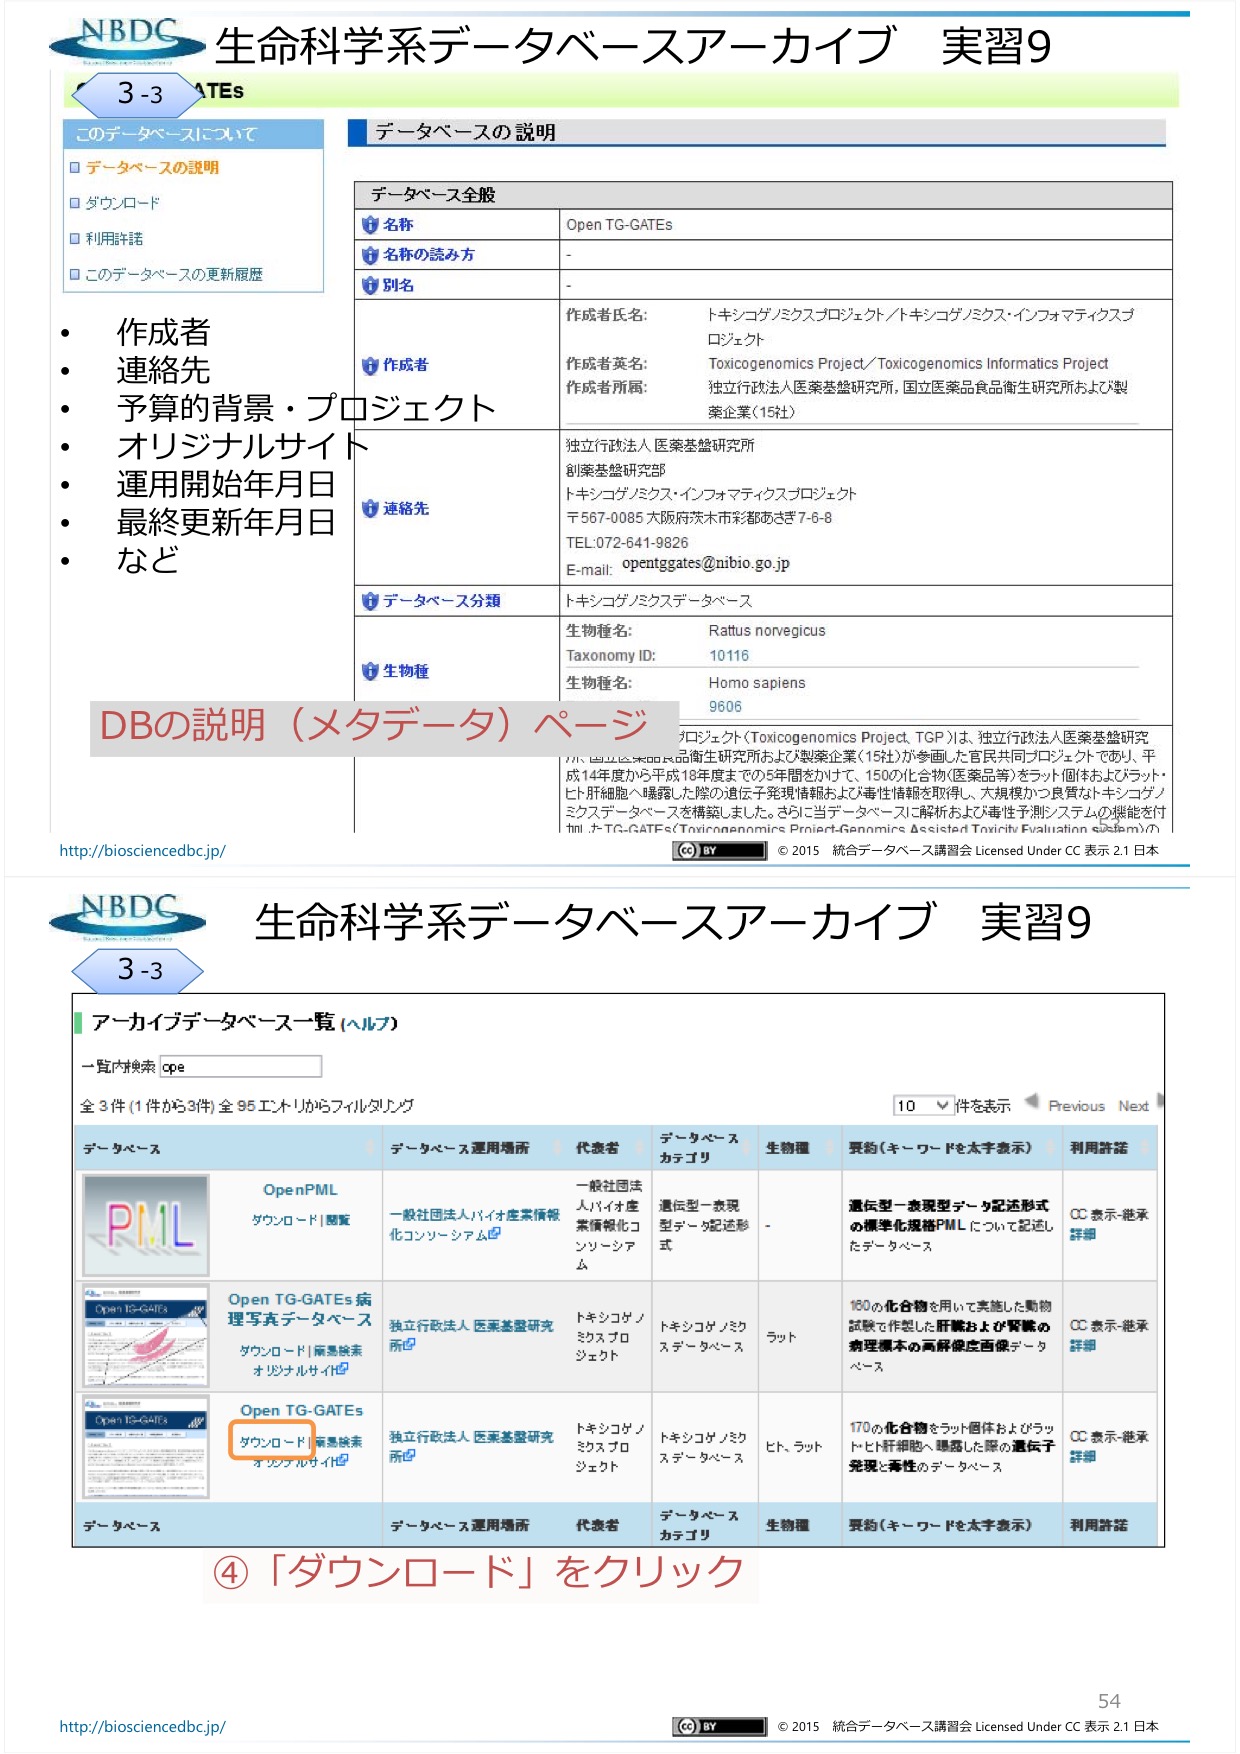 NBDC
生命科学系データベースアーカイブ　実習9
3-3
ATEs
このデータベースについて
データベースの説明
ダウンロード
利用許諾
このデータベースの更新履歴
• 作成者
• 連絡先
• 予算的背景・プロジェクト
• オリジナルサイト
• 運用開始年月日
• 最終更新年月日
• など
データベースの説明
データベース全般
名称 Open TG-GATEs
名称の読み方 -
別名 -
作成者
作成者氏名: トキシコゲノミクスプロジェクト／トキシコゲノミクス・インフォマティクスプ
ロジェクト
作成者英名: Toxicogenomics Project／Toxicogenomics Informatics Project
作成者所属: 独立行政法人医薬基盤研究所, 国立医薬品食品衛生研究所および製
薬企業（15社）
連絡先
独立行政法人 医薬基盤研究所
創薬基盤研究部
トキシコゲノミクス・インフォマティクスプロジェクト
〒567-0085 大阪府茨木市彩都あさぎ7-6-8
TEL:072-641-9826
E-mail: opentggates@nibio.go.jp
データベース分類 トキシコゲノミクスデータベース
生物種
生物種名: Rattus norvegicus
Taxonomy ID: 10116
生物種名: Homo sapiens
9606
DBの説明（メタデータ）ページ
プロジェクト（Toxicogenomics Project, TGP）は、独立行政法人医薬基盤研究
所、国立医薬品食品衛生研究所および製薬企業（15社）が参画した官民共同プロジェクトであり、平
成14年度から平成18年度までの5年間をかけて、150の化合物（医薬品等）をラット個体およびラット・
ヒト肝細胞へ曝露した際の遺伝子発現情報および毒性情報を取得し、大規模かつ良質なトキシコゲノ
ミクスデータベースを構築しました。さらに当データベースに解析および毒性予測システムの機能を付
加したTG-GATEs（Toxicogenomics Project-Genomics Assisted Toxicity Evaluation system）の
53
http://biosciencedbc.jp/
cc BY
© 2015　統合データベース講習会 Licensed Under CC 表示 2.1 日本
NBDC
生命科学系データベースアーカイブ　実習9
3-3
アーカイブデータベース一覧 (ヘルプ)
一覧内検索 ope
全 3 件 (1 件から 3件) 全 95 エントリからフィルタリング
10 件を表示 Previous Next
データベース データベース運用場所 代表者 データベースカテゴリ 生物種 要約（キーワードを太字表示） 利用許諾
PML
OpenPML
ダウンロード | 閲覧
一般社団法人バイオ産業情報
化コンソーシアム
一般社団法
人バイオ産
業情報化コ
ンソーシア
ム
遺伝型－表現
型データ記述形
式
-
遺伝型－表現型データ記述形式
の標準化規格PML について記述し
たデータベース
CC 表示-継承
詳細
Open TG-GATEs
Open TG-GATEs 病
理写真データベース
ダウンロード | 簡易検索
オリジナルサイト
独立行政法人 医薬基盤研究
所
トキシコゲノ
ミクスプロ
ジェクト
トキシコゲノミク
スデータベース
ラット
160の化合物を用いて実施した動物
試験で作製した肝臓および腎臓の
病理標本の高解像度画像データ
ベース
CC 表示-継承
詳細
Open TG-GATEs
Open TG-GATEs
ダウンロード | 簡易検索
オリジナルサイト
独立行政法人 医薬基盤研究
所
トキシコゲノ
ミクスプロ
ジェクト
トキシコゲノミク
スデータベース
ヒト、ラット
170の化合物をラット個体およびラッ
ト・ヒト肝細胞へ曝露した際の遺伝子
発現と毒性のデータベース
CC 表示-継承
詳細
データベース データベース運用場所 代表者 データベースカテゴリ 生物種 要約（キーワードを太字表示） 利用許諾
④「ダウンロード」をクリック
54
http://biosciencedbc.jp/
cc BY
© 2015　統合データベース講習会 Licensed Under CC 表示 2.1 日本